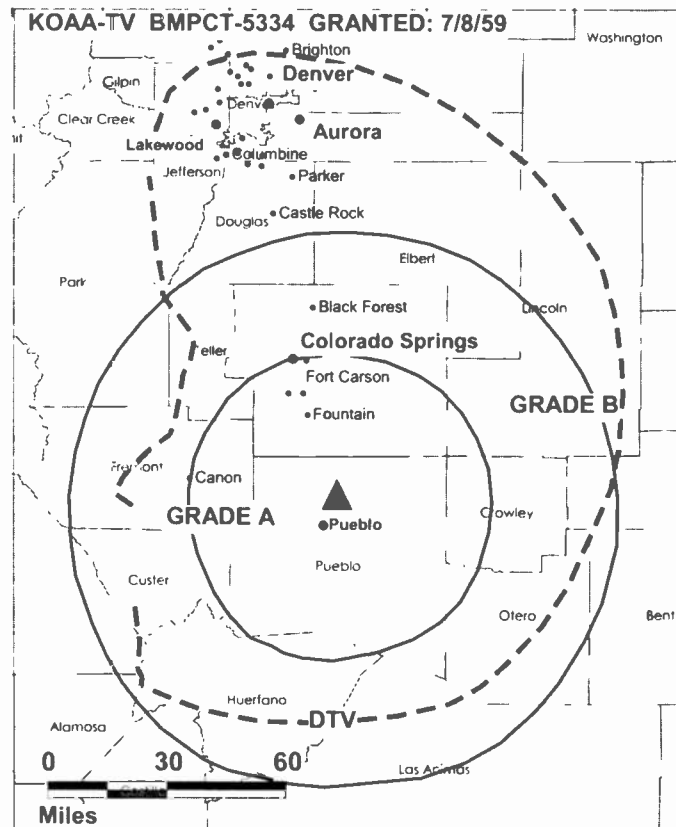 KOAA-TV BMPCT-5334 GRANTED: 7/8/59
Washington
Brighton
Denver
Gilpin
Denver
Clear Creek
Aurora
Lakewood
Columbine
Jefferson
Parker
Castle Rock
Douglas
Elbert
Park
Lincoln
Black Forest
Colorado Springs
Teller
Fort Carson
GRADE B
Fountain
Fremont
Canon
GRADE A
Crowley
Pueblo
Pueblo
Custer
Otero
Bent
Huerfano
DTV
Alamosa
0 30 60
Las Animas
Costilla
Miles